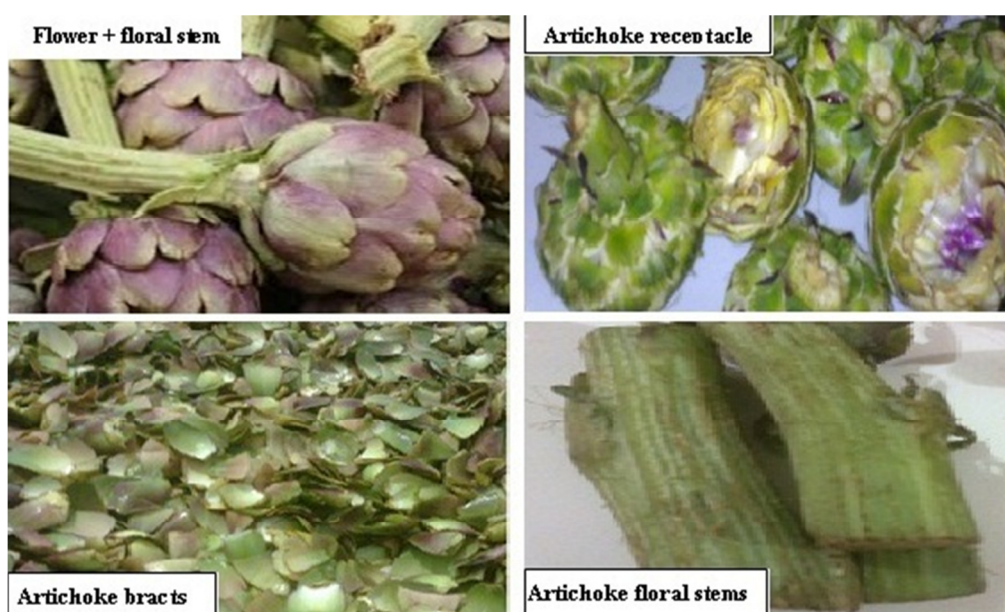 Flower + floral stem
Artichoke receptacle
Artichoke bracts
Artichoke floral stems